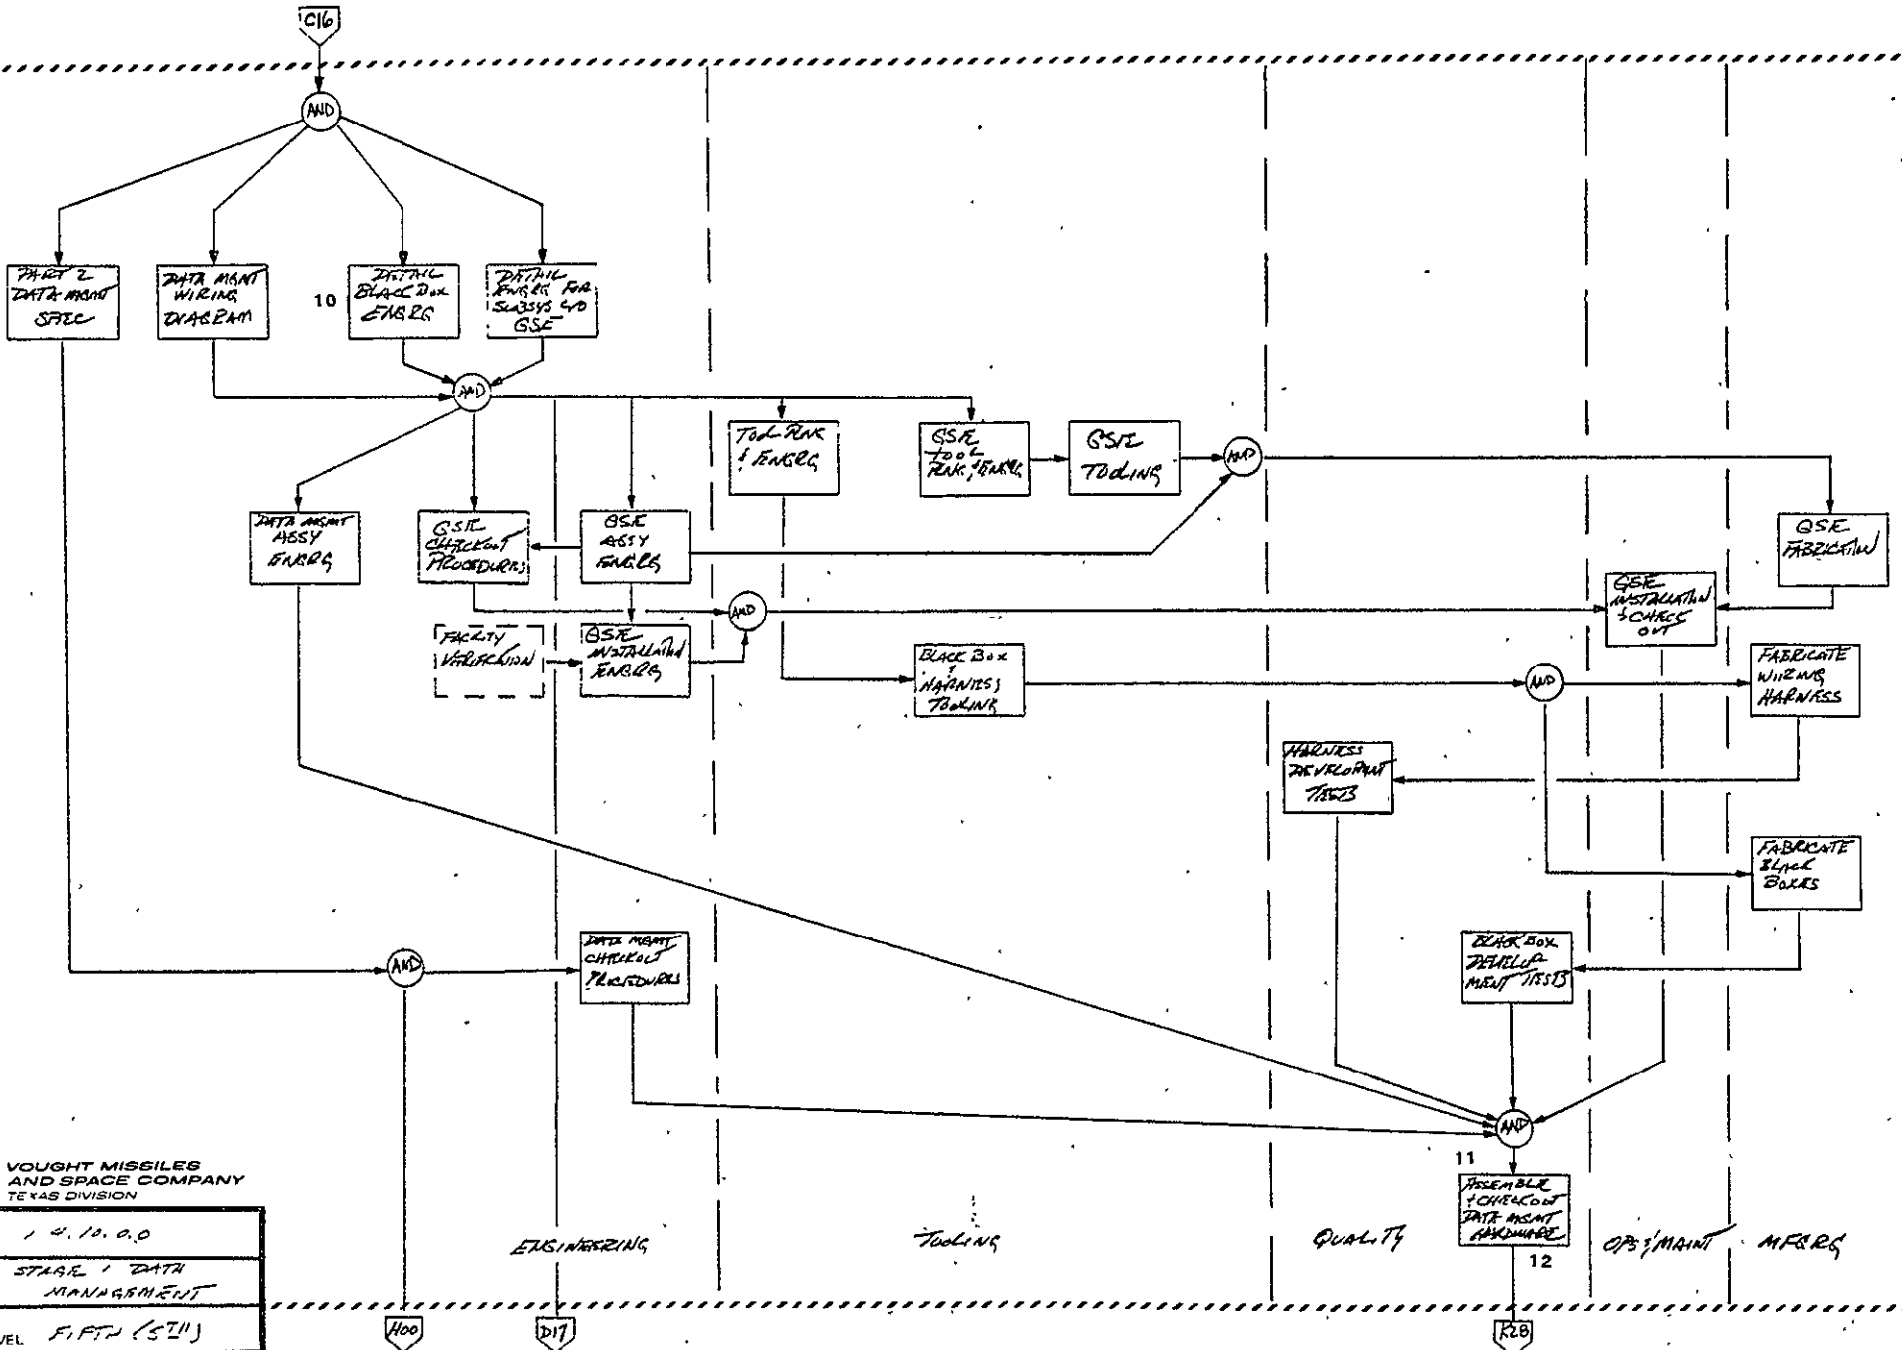 C16
AND
PART 2
DATA MGMT
SPEC
DATA MGMT
WIRING
DIAGRAM
10
DETAIL
BLACK BOX
ENGRG
DETAIL
ENGRG FOR
SUBSYS C/O
GSE
AND
TOOL PLNG
& ENGRG
GSE
TOOL
PLNG & ENGRG
GSE
TOOLING
AND
DATA MGMT
ASSY
ENGRG
GSE
CHECKOUT
PROCEDURES
GSE
ASSY
ENGRG
GSE
FABRICATION
AND
GSE
INSTALLATION
& CHECK
OUT
FACILITY
VERIFICATION
GSE
INSTALLATION
ENGRG
BLACK BOX
&
HARNESS
TOOLING
AND
FABRICATE
WIRING
HARNESS
HARNESS
DEVELOPMENT
TESTS
FABRICATE
BLACK
BOXES
AND
DATA MGMT
CHECKOUT
PROCEDURES
BLACK BOX
DEVELOP
MENT TESTS
AND
11
ASSEMBLE
& CHECKOUT
DATA MGMT
HARDWARE
12
VOUGHT MISSILES
AND SPACE COMPANY
TEXAS DIVISION
4.10.0.0
STAGE 1 DATA
MANAGEMENT
VEL FIFTH (5TH)
ENGINEERING
TOOLING
QUALITY
OPS & MAINT
MFGRG
H00
D17